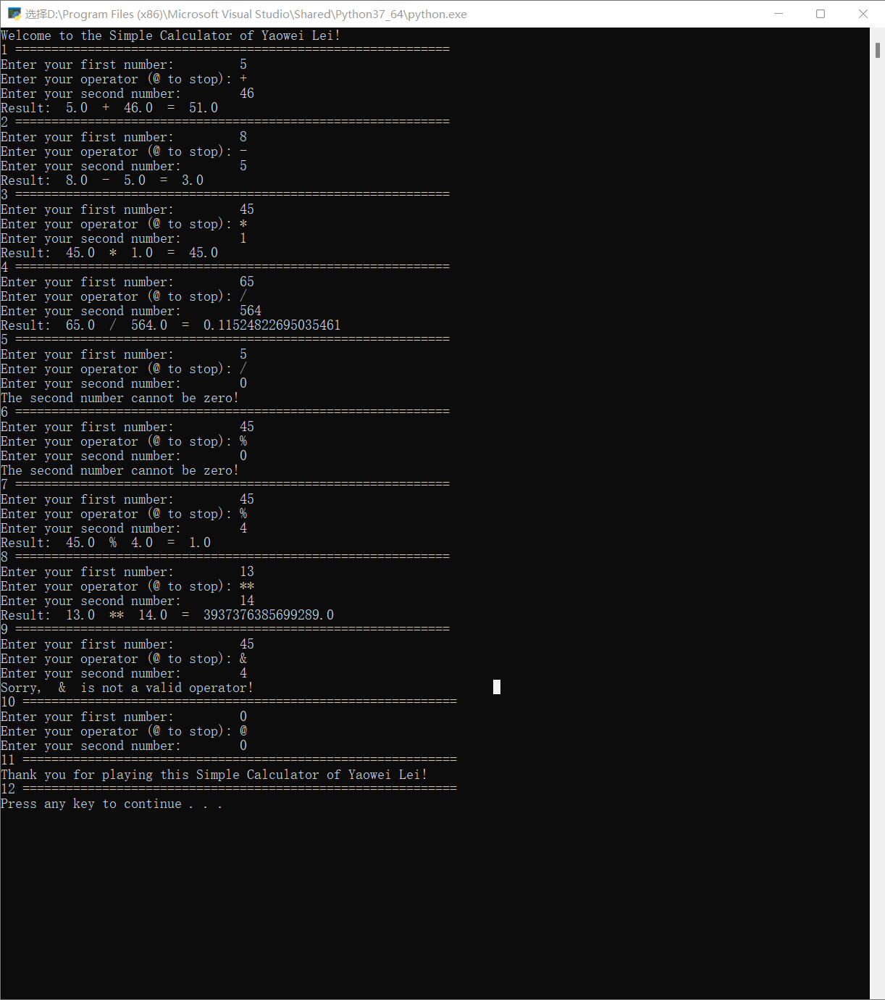 选择D:\Program Files (x86)\Microsoft Visual Studio\Shared\Python37_64\python.exe
Welcome to the Simple Calculator of Yaowei Lei!
1 ============================================================
Enter your first number:         5
Enter your operator (@ to stop): +
Enter your second number:        46
Result:  5.0  +  46.0  =  51.0
2 ============================================================
Enter your first number:         8
Enter your operator (@ to stop): -
Enter your second number:        5
Result:  8.0  -  5.0  =  3.0
3 ============================================================
Enter your first number:         45
Enter your operator (@ to stop): *
Enter your second number:        1
Result:  45.0  *  1.0  =  45.0
4 ============================================================
Enter your first number:         65
Enter your operator (@ to stop): /
Enter your second number:        564
Result:  65.0  /  564.0  =  0.11524822695035461
5 ============================================================
Enter your first number:         5
Enter your operator (@ to stop): /
Enter your second number:        0
The second number cannot be zero!
6 ============================================================
Enter your first number:         45
Enter your operator (@ to stop): %
Enter your second number:        0
The second number cannot be zero!
7 ============================================================
Enter your first number:         45
Enter your operator (@ to stop): %
Enter your second number:        4
Result:  45.0  %  4.0  =  1.0
8 ============================================================
Enter your first number:         13
Enter your operator (@ to stop): **
Enter your second number:        14
Result:  13.0  **  14.0  =  3937376385699289.0
9 ============================================================
Enter your first number:         45
Enter your operator (@ to stop): &
Enter your second number:        4
Sorry,  &  is not a valid operator!
10 ============================================================
Enter your first number:         0
Enter your operator (@ to stop): @
Enter your second number:        0
11 ============================================================
Thank you for playing this Simple Calculator of Yaowei Lei!
12 ============================================================
Press any key to continue . . .